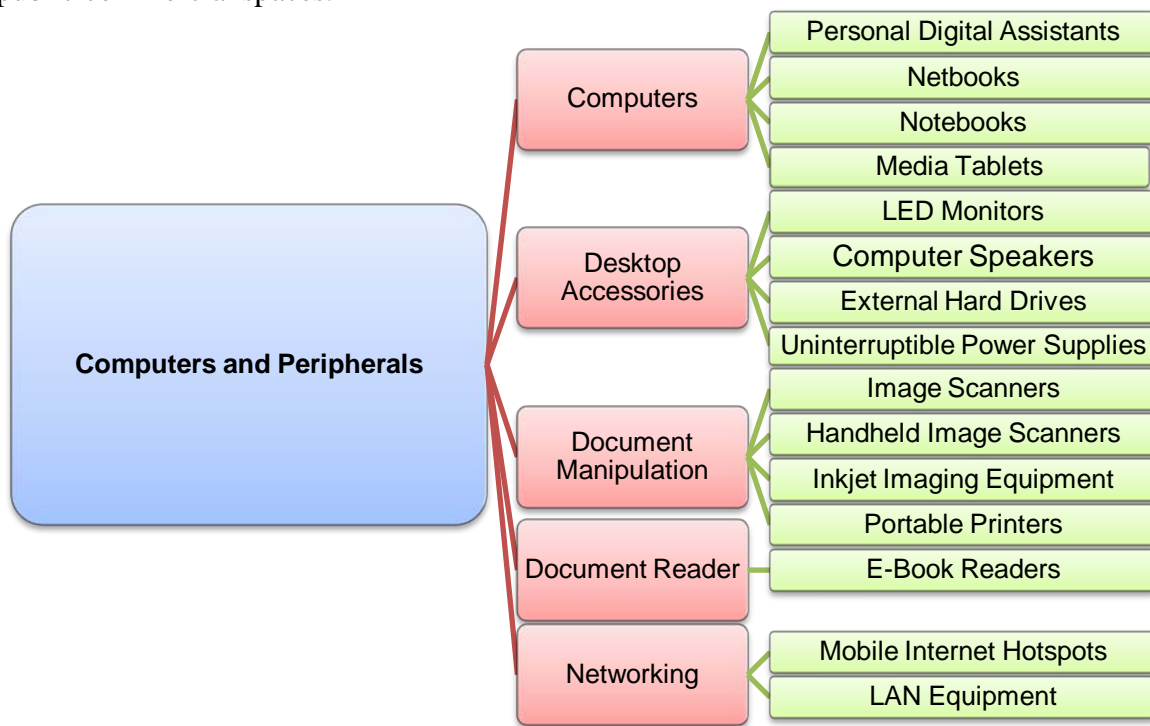 Computers and Peripherals
Computers
Personal Digital Assistants
Netbooks
Notebooks
Media Tablets
Desktop
Accessories
LED Monitors
Computer Speakers
External Hard Drives
Uninterruptible Power Supplies
Document
Manipulation
Image Scanners
Handheld Image Scanners
Inkjet Imaging Equipment
Portable Printers
Document Reader
E-Book Readers
Networking
Mobile Internet Hotspots
LAN Equipment